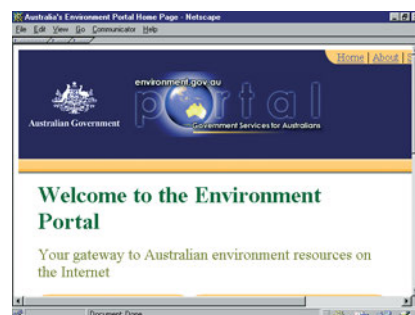 Australia's Environment Portal Home Page - Netscape
File Edit View Go Communicator Help
Home | About |
environment.gov.au
portal
Australian Government
Government Services for Australians
Welcome to the Environment
Portal
Your gateway to Australian environment resources on
the Internet
Document: Done